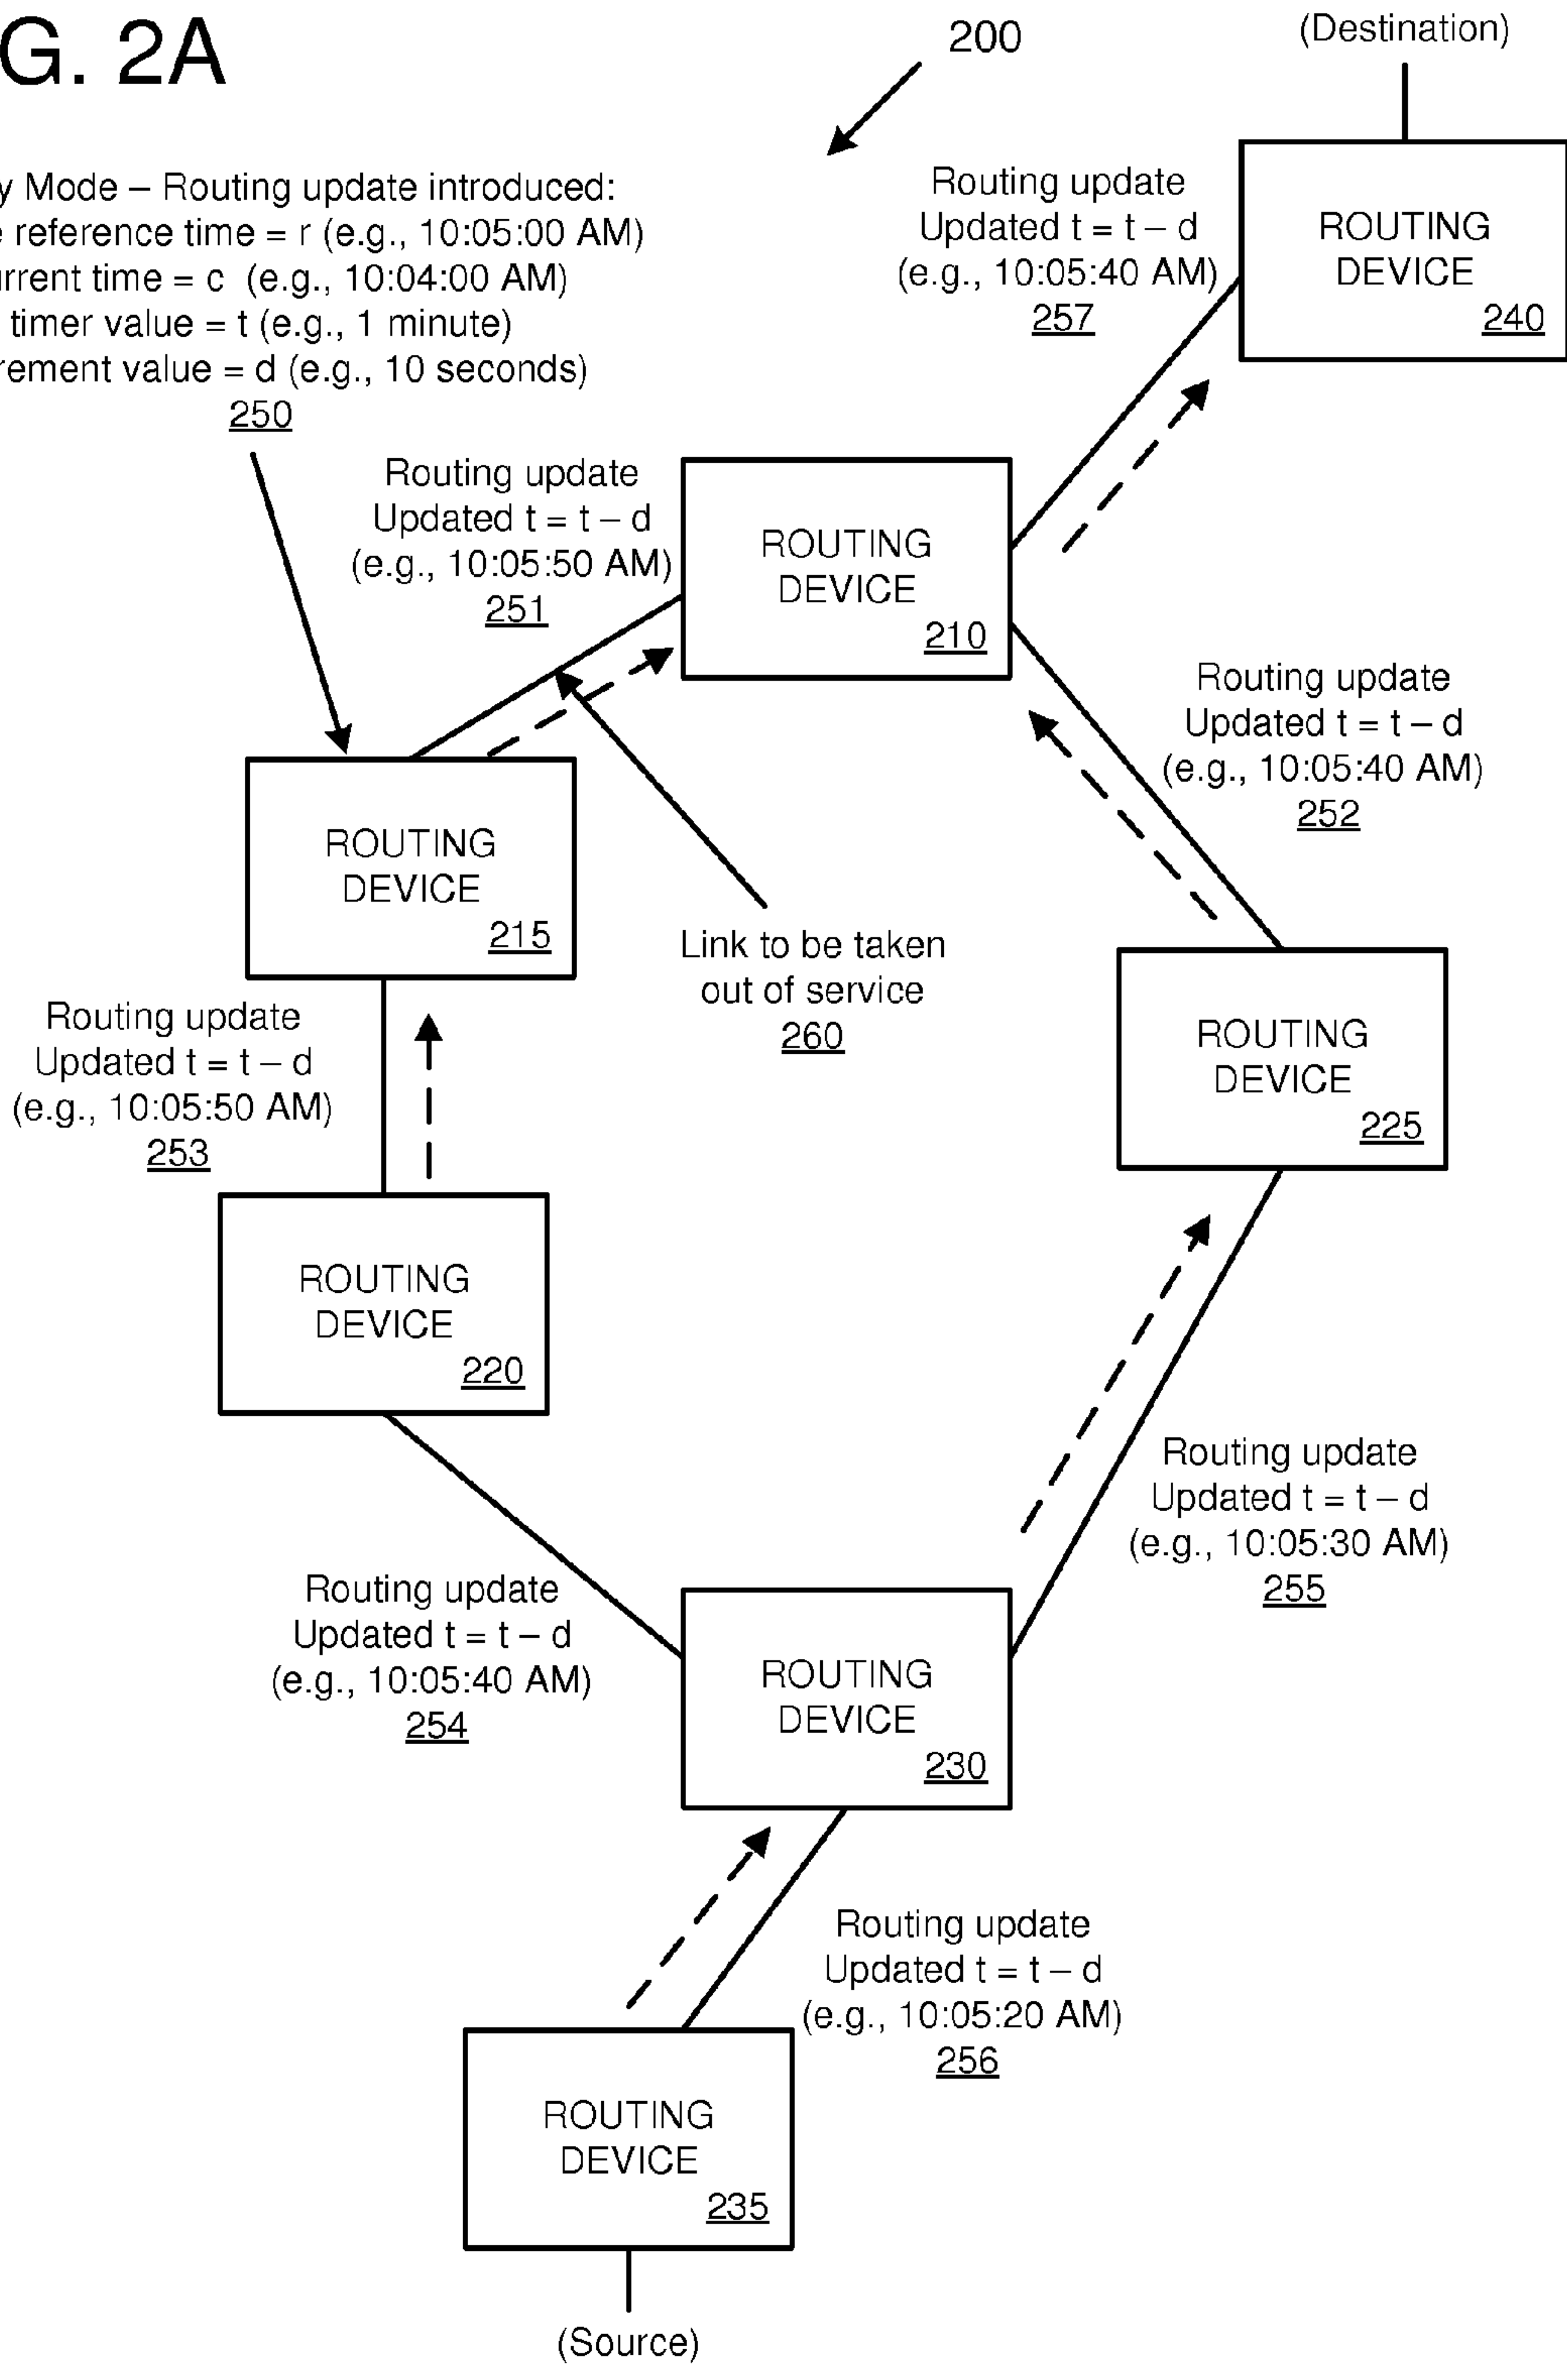 G. 2A
200
(Destination)
y Mode – Routing update introduced:
e reference time = r (e.g., 10:05:00 AM)
urrent time = c (e.g., 10:04:00 AM)
timer value = t (e.g., 1 minute)
rement value = d (e.g., 10 seconds)
250
Routing update
Updated t = t – d
(e.g., 10:05:40 AM)
257
ROUTING
DEVICE
240
Routing update
Updated t = t – d
(e.g., 10:05:50 AM)
251
ROUTING
DEVICE
210
Routing update
Updated t = t – d
(e.g., 10:05:40 AM)
252
ROUTING
DEVICE
215
Link to be taken
out of service
260
ROUTING
DEVICE
225
Routing update
Updated t = t – d
(e.g., 10:05:50 AM)
253
ROUTING
DEVICE
220
Routing update
Updated t = t – d
(e.g., 10:05:30 AM)
255
Routing update
Updated t = t – d
(e.g., 10:05:40 AM)
254
ROUTING
DEVICE
230
Routing update
Updated t = t – d
(e.g., 10:05:20 AM)
256
ROUTING
DEVICE
235
(Source)